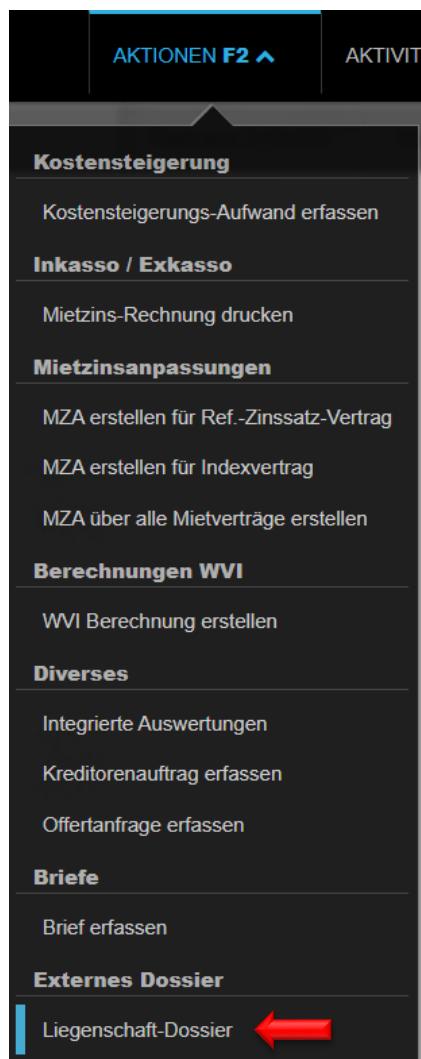 AKTIONEN F2
AKTIVIT
Kostensteigerung
Kostensteigerungs-Aufwand erfassen
Inkasso / Exkasso
Mietzins-Rechnung drucken
Mietzinsanpassungen
MZA erstellen für Ref.-Zinssatz-Vertrag
MZA erstellen für Indexvertrag
MZA über alle Mietverträge erstellen
Berechnungen WVI
WVI Berechnung erstellen
Diverses
Integrierte Auswertungen
Kreditorenauftrag erfassen
Offertanfrage erfassen
Briefe
Brief erfassen
Externes Dossier
Liegenschaft-Dossier